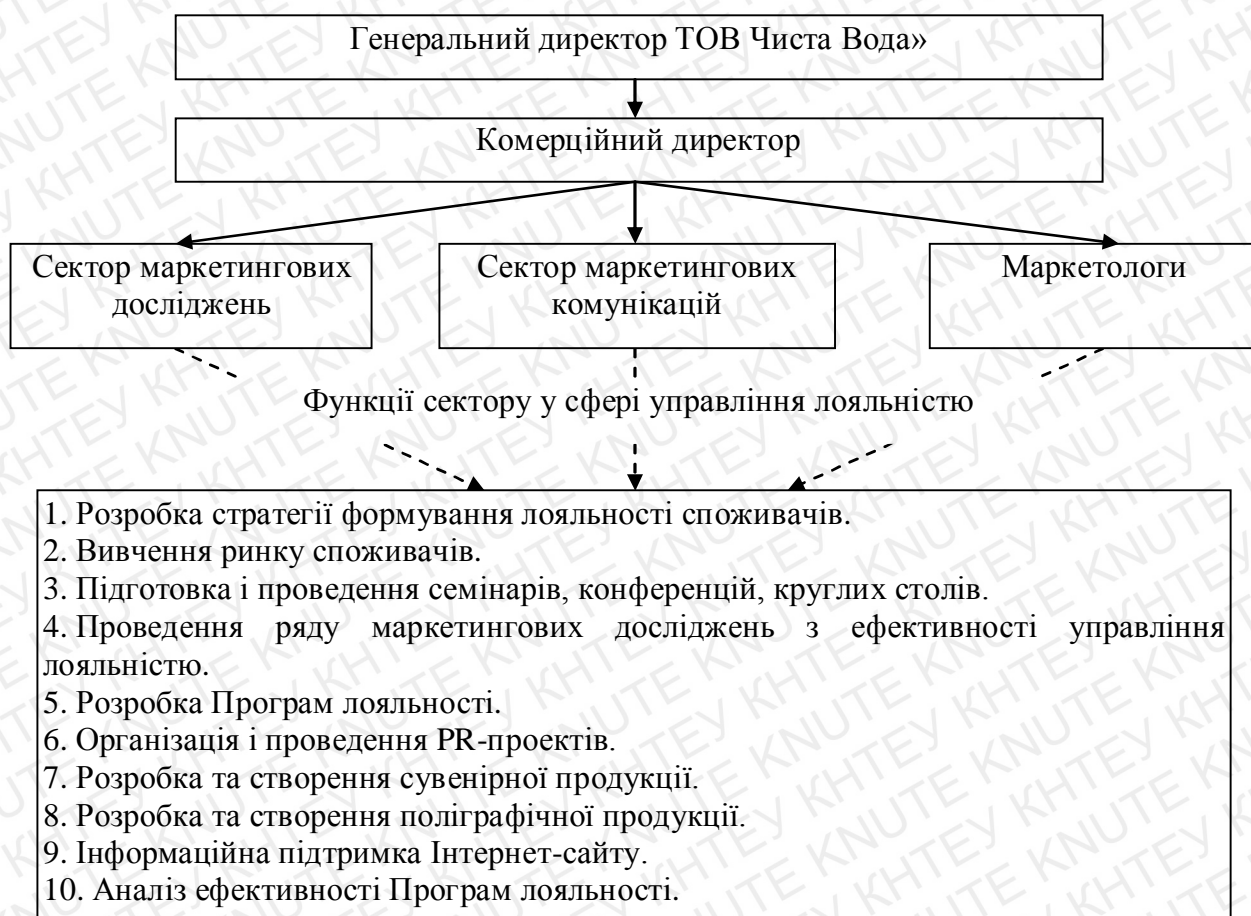 Генеральний директор ТОВ Чиста Вода»
Комерційний директор
Сектор маркетингових
досліджень
Сектор маркетингових
комунікацій
Маркетологи
Функції сектору у сфері управління лояльністю
1. Розробка стратегії формування лояльності споживачів.
2. Вивчення ринку споживачів.
3. Підготовка і проведення семінарів, конференцій, круглих столів.
4. Проведення ряду маркетингових досліджень з ефективності управління
лояльністю.
5. Розробка Програм лояльності.
6. Організація і проведення PR-проектів.
7. Розробка та створення сувенірної продукції.
8. Розробка та створення поліграфічної продукції.
9. Інформаційна підтримка Інтернет-сайту.
10. Аналіз ефективності Програм лояльності.